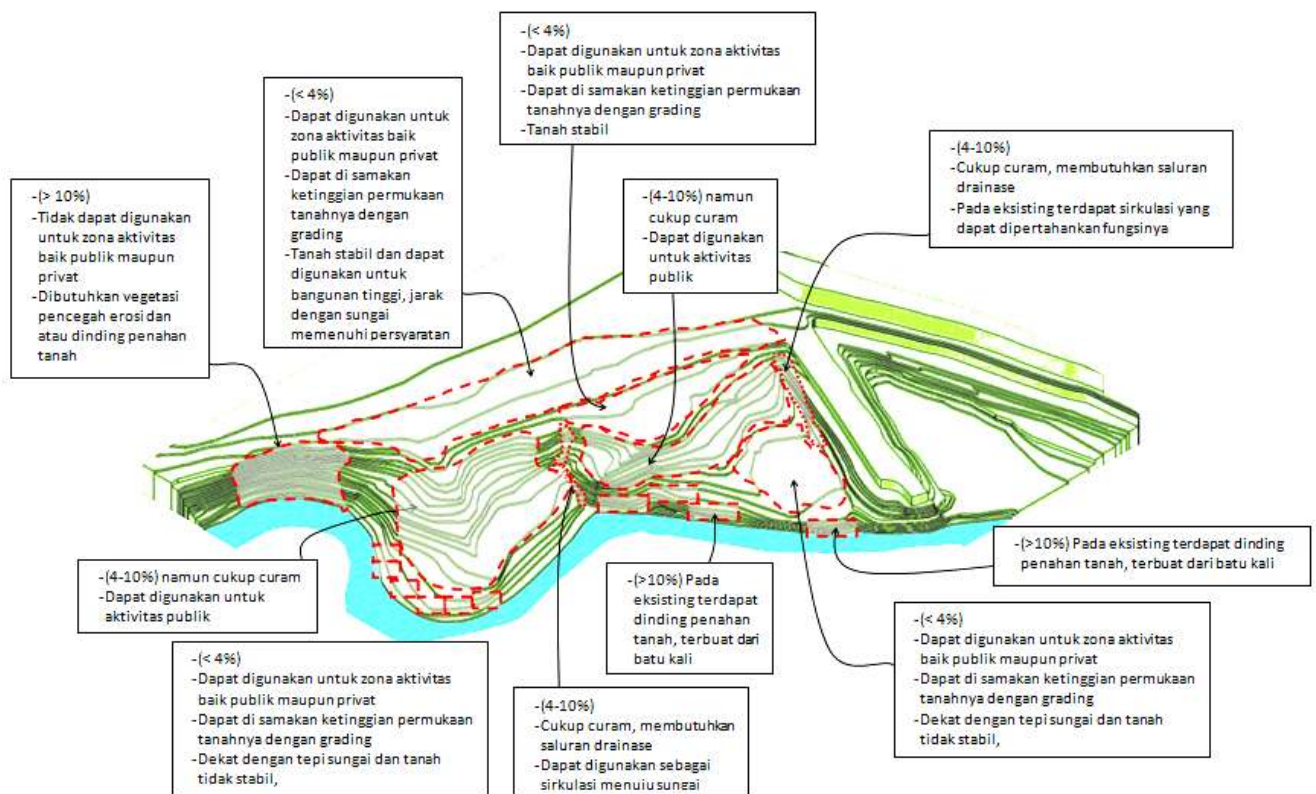 -(< 4%)
-Dapat digunakan untuk zona aktivitas
baik publik maupun privat
-Dapat di samakan ketinggian permukaan
tanahnya dengan grading
-Tanah stabil
-(< 4%)
-Dapat digunakan untuk
zona aktivitas baik
publik maupun privat
-Dapat di samakan
ketinggian permukaan
tanahnya dengan
grading
-Tanah stabil dan dapat
digunakan untuk
bangunan tinggi, jarak
dengan sungai
memenuhi persyaratan
-(4-10%)
-Cukup curam, membutuhkan saluran
drainase
-Pada eksisting terdapat sirkulasi yang
dapat dipertahankan fungsinya
-(> 10%)
-Tidak dapat digunakan
untuk zona aktivitas
baik publik maupun
privat
-Dibutuhkan vegetasi
pencegah erosi dan
atau dinding penahan
tanah
-(4-10%) namun
cukup curam
-Dapat digunakan
untuk aktivitas
publik
-(4-10%) namun cukup curam
-Dapat digunakan untuk
aktivitas publik
-(>10%) Pada
eksisting terdapat
dinding penahan
tanah, terbuat dari
batu kali
-(>10%) Pada eksisting terdapat dinding
penahan tanah, terbuat dari batu kali
-(< 4%)
-Dapat digunakan untuk zona aktivitas
baik publik maupun privat
-Dapat di samakan ketinggian permukaan
tanahnya dengan grading
-Dekat dengan tepi sungai dan tanah
tidak stabil,
-(4-10%)
-Cukup curam, membutuhkan
saluran drainase
-Dapat digunakan sebagai
sirkulasi menuju sungai
-(< 4%)
-Dapat digunakan untuk zona aktivitas
baik publik maupun privat
-Dapat di samakan ketinggian permukaan
tanahnya dengan grading
-Dekat dengan tepi sungai dan tanah
tidak stabil,